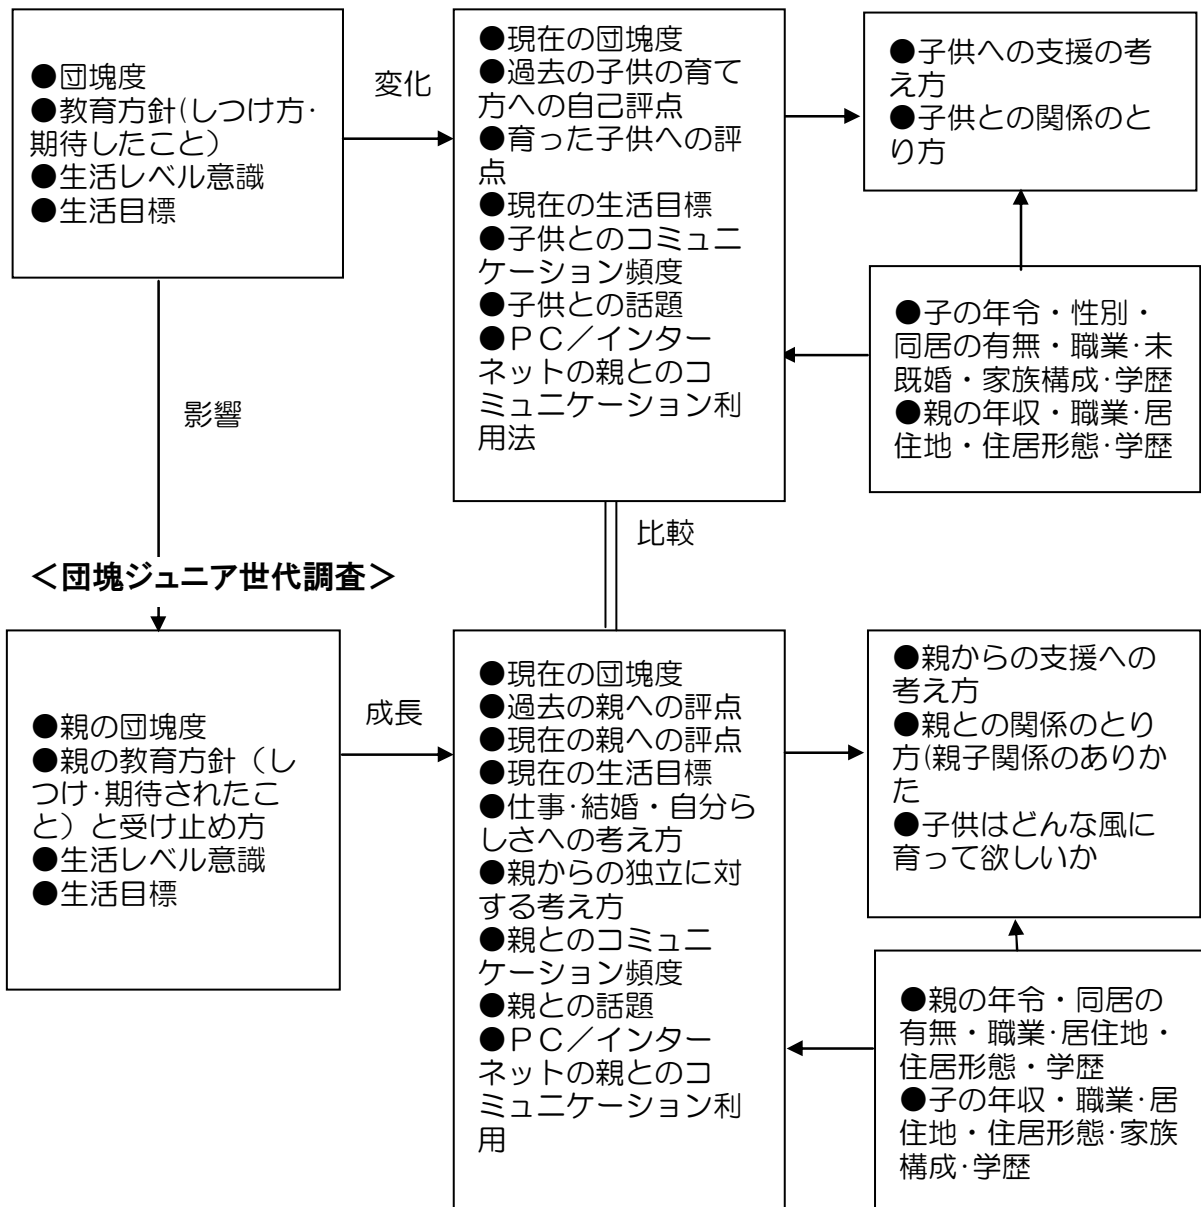 ●団塊度
●教育方針(しつけ方･
期待したこと)
●生活レベル意識
●生活目標
変化
●現在の団塊度
●過去の子供の育て
方への自己評点
●育った子供への評
点
●現在の生活目標
●子供とのコミュニ
ケーション頻度
●子供との話題
●ＰＣ／インター
ネットの親とのコ
ミュニケーション利
用法
●子供への支援の考
え方
●子供との関係のと
り方
●子の年令・性別・
同居の有無・職業･未
既婚・家族構成･学歴
●親の年収・職業･居
住地・住居形態･学歴
影響
比較
＜団塊ジュニア世代調査＞
●親の団塊度
●親の教育方針（し
つけ･期待されたこ
と）と受け止め方
●生活レベル意識
●生活目標
成長
●現在の団塊度
●過去の親への評点
●現在の親への評点
●現在の生活目標
●仕事･結婚・自分ら
しさへの考え方
●親からの独立に対
する考え方
●親とのコミュニ
ケーション頻度
●親との話題
●ＰＣ／インター
ネットの親とのコ
ミュニケーション利
用
●親からの支援への
考え方
●親との関係のとり
方(親子関係のありか
た
●子供はどんな風に
育って欲しいか
●親の年令・同居の
有無・職業･居住地・
住居形態・学歴
●子の年収・職業･居
住地・住居形態･家族
構成･学歴